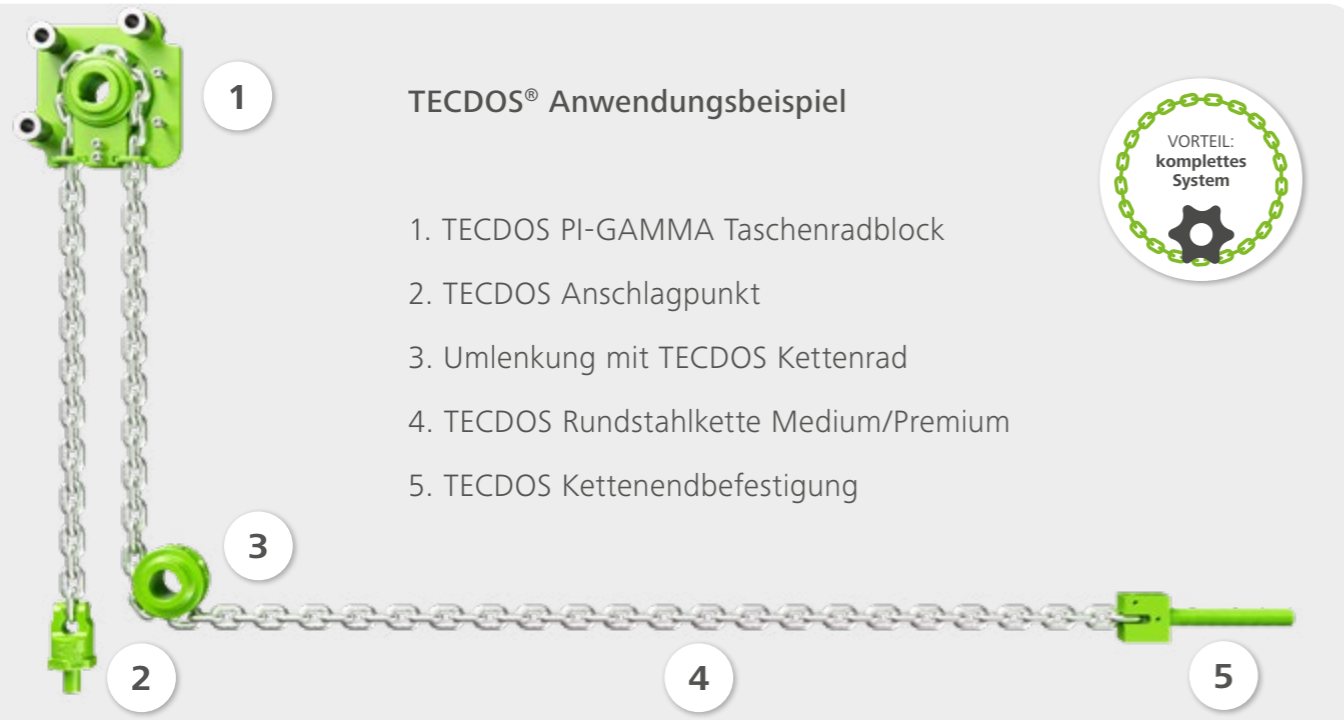 1
TECDOS® Anwendungsbeispiel
VORTEIL:
komplettes
System
1. TECDOS PI-GAMMA Taschenradblock
2. TECDOS Anschlagpunkt
3. Umlenkung mit TECDOS Kettenrad
4. TECDOS Rundstahlkette Medium/Premium
5. TECDOS Kettenendbefestigung
3
2
4
5